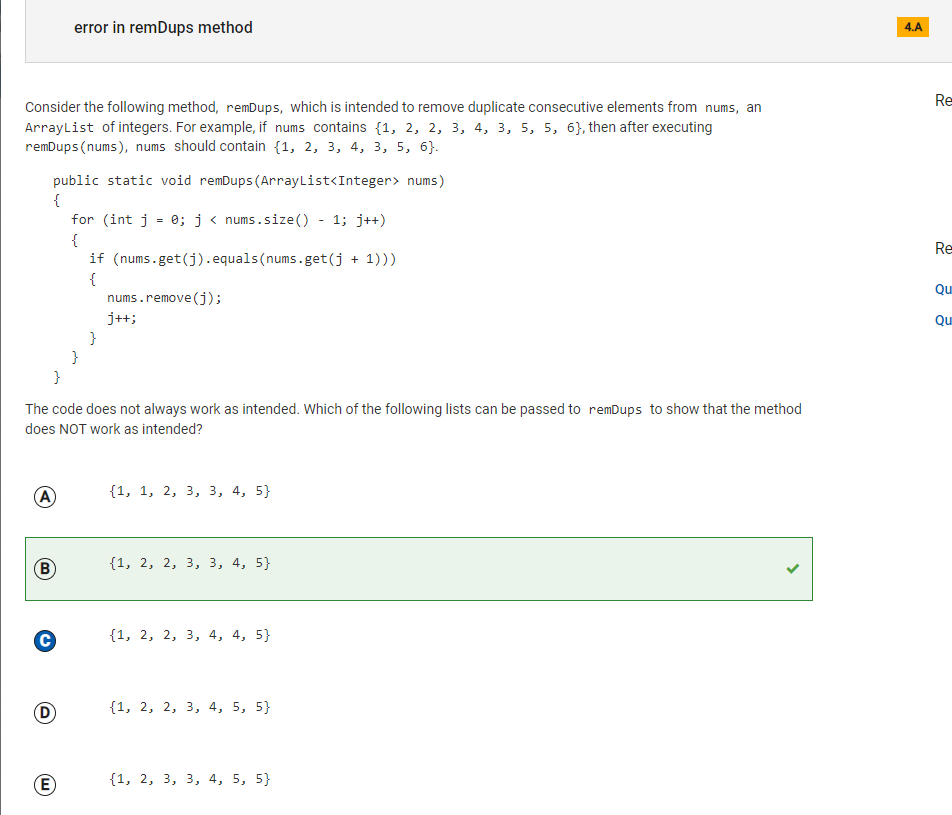 error in remDups method
4.A
Consider the following method, remDups, which is intended to remove duplicate consecutive elements from nums, an
Re
ArrayList of integers. For example, if nums contains {1, 2, 2, 3, 4, 3, 5, 5, 6}, then after executing
remDups(nums), nums should contain {1, 2, 3, 4, 3, 5, 6}.
public static void remDups(ArrayList<Integer> nums)
{
for (int j = 0; j < nums.size() - 1; j++)
{
Re
if (nums.get(j).equals(nums.get(j + 1)))
{
Qu
nums.remove(j);
j++;
Qu
}
}
}
The code does not always work as intended. Which of the following lists can be passed to remDups to show that the method
does NOT work as intended?
A {1, 1, 2, 3, 3, 4, 5}
B {1, 2, 2, 3, 3, 4, 5}
C {1, 2, 2, 3, 4, 4, 5}
D {1, 2, 2, 3, 4, 5, 5}
E {1, 2, 3, 3, 4, 5, 5}